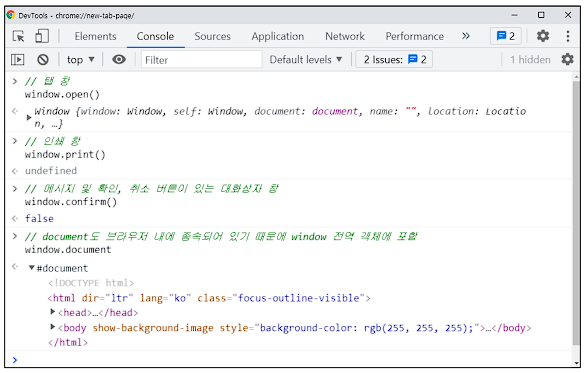 DevTools - chrome://new-tab-page/
Elements Console Sources Application Network Performance » 2
top ▼ Filter Default levels ▼ 2 Issues: 2 1 hidden
> // 탭 창
window.open()
Window {window: Window, self: Window, document: document, name: "", location: Locatio
n, …}
> // 인쇄 창
window.print()
undefined
> // 메시지 및 확인, 취소 버튼이 있는 대화상자 창
window.confirm()
false
> // document도 브라우저 내에 종속되어 있기 때문에 window 전역 객체에 포함
window.document
▼#document
<!DOCTYPE html>
<html dir="ltr" lang="ko" class="focus-outline-visible">
▶<head>…</head>
▶<body show-background-image style="background-color: rgb(255, 255, 255);">…</body>
</html>
>